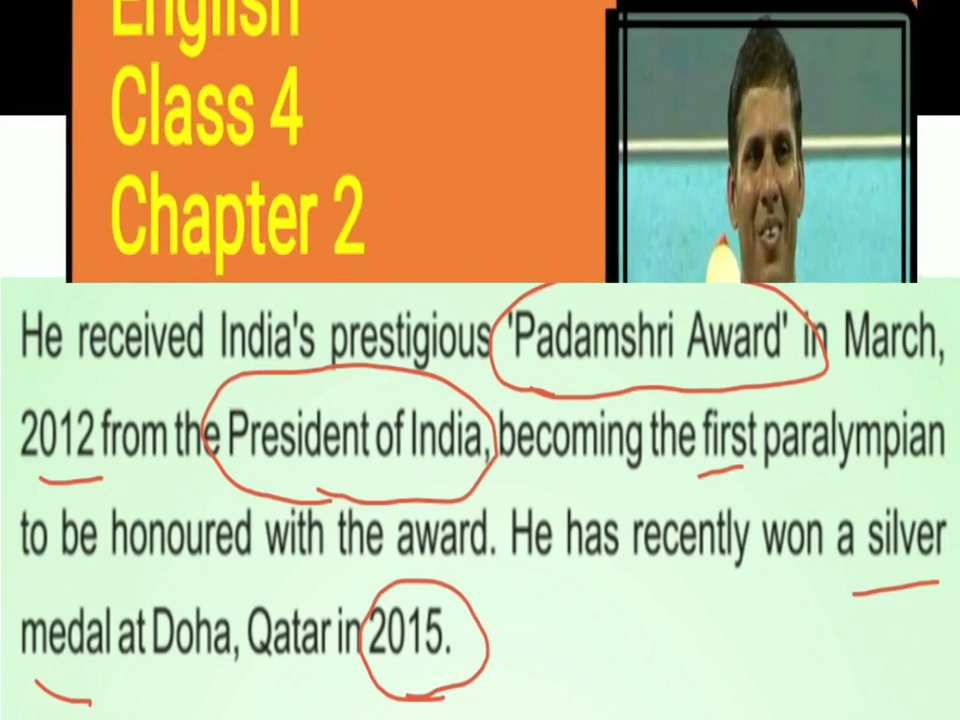 English
Class 4
Chapter 2
He received India's prestigious 'Padamshri Award' in March,
2012 from the President of India, becoming the first paralympian
to be honoured with the award. He has recently won a silver
medal at Doha, Qatar in 2015.